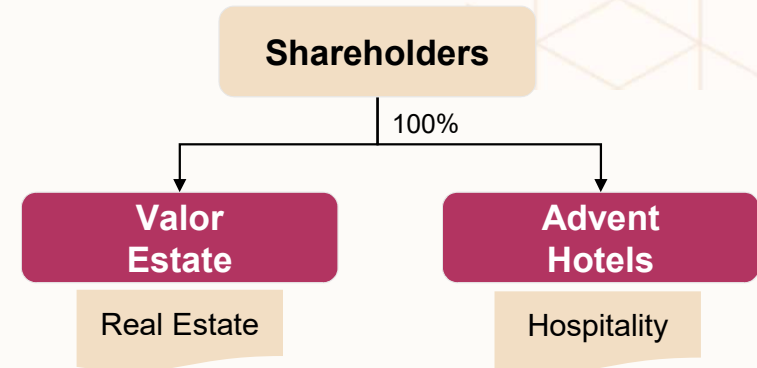 Shareholders
100%
Valor
Estate
Advent
Hotels
Real Estate
Hospitality